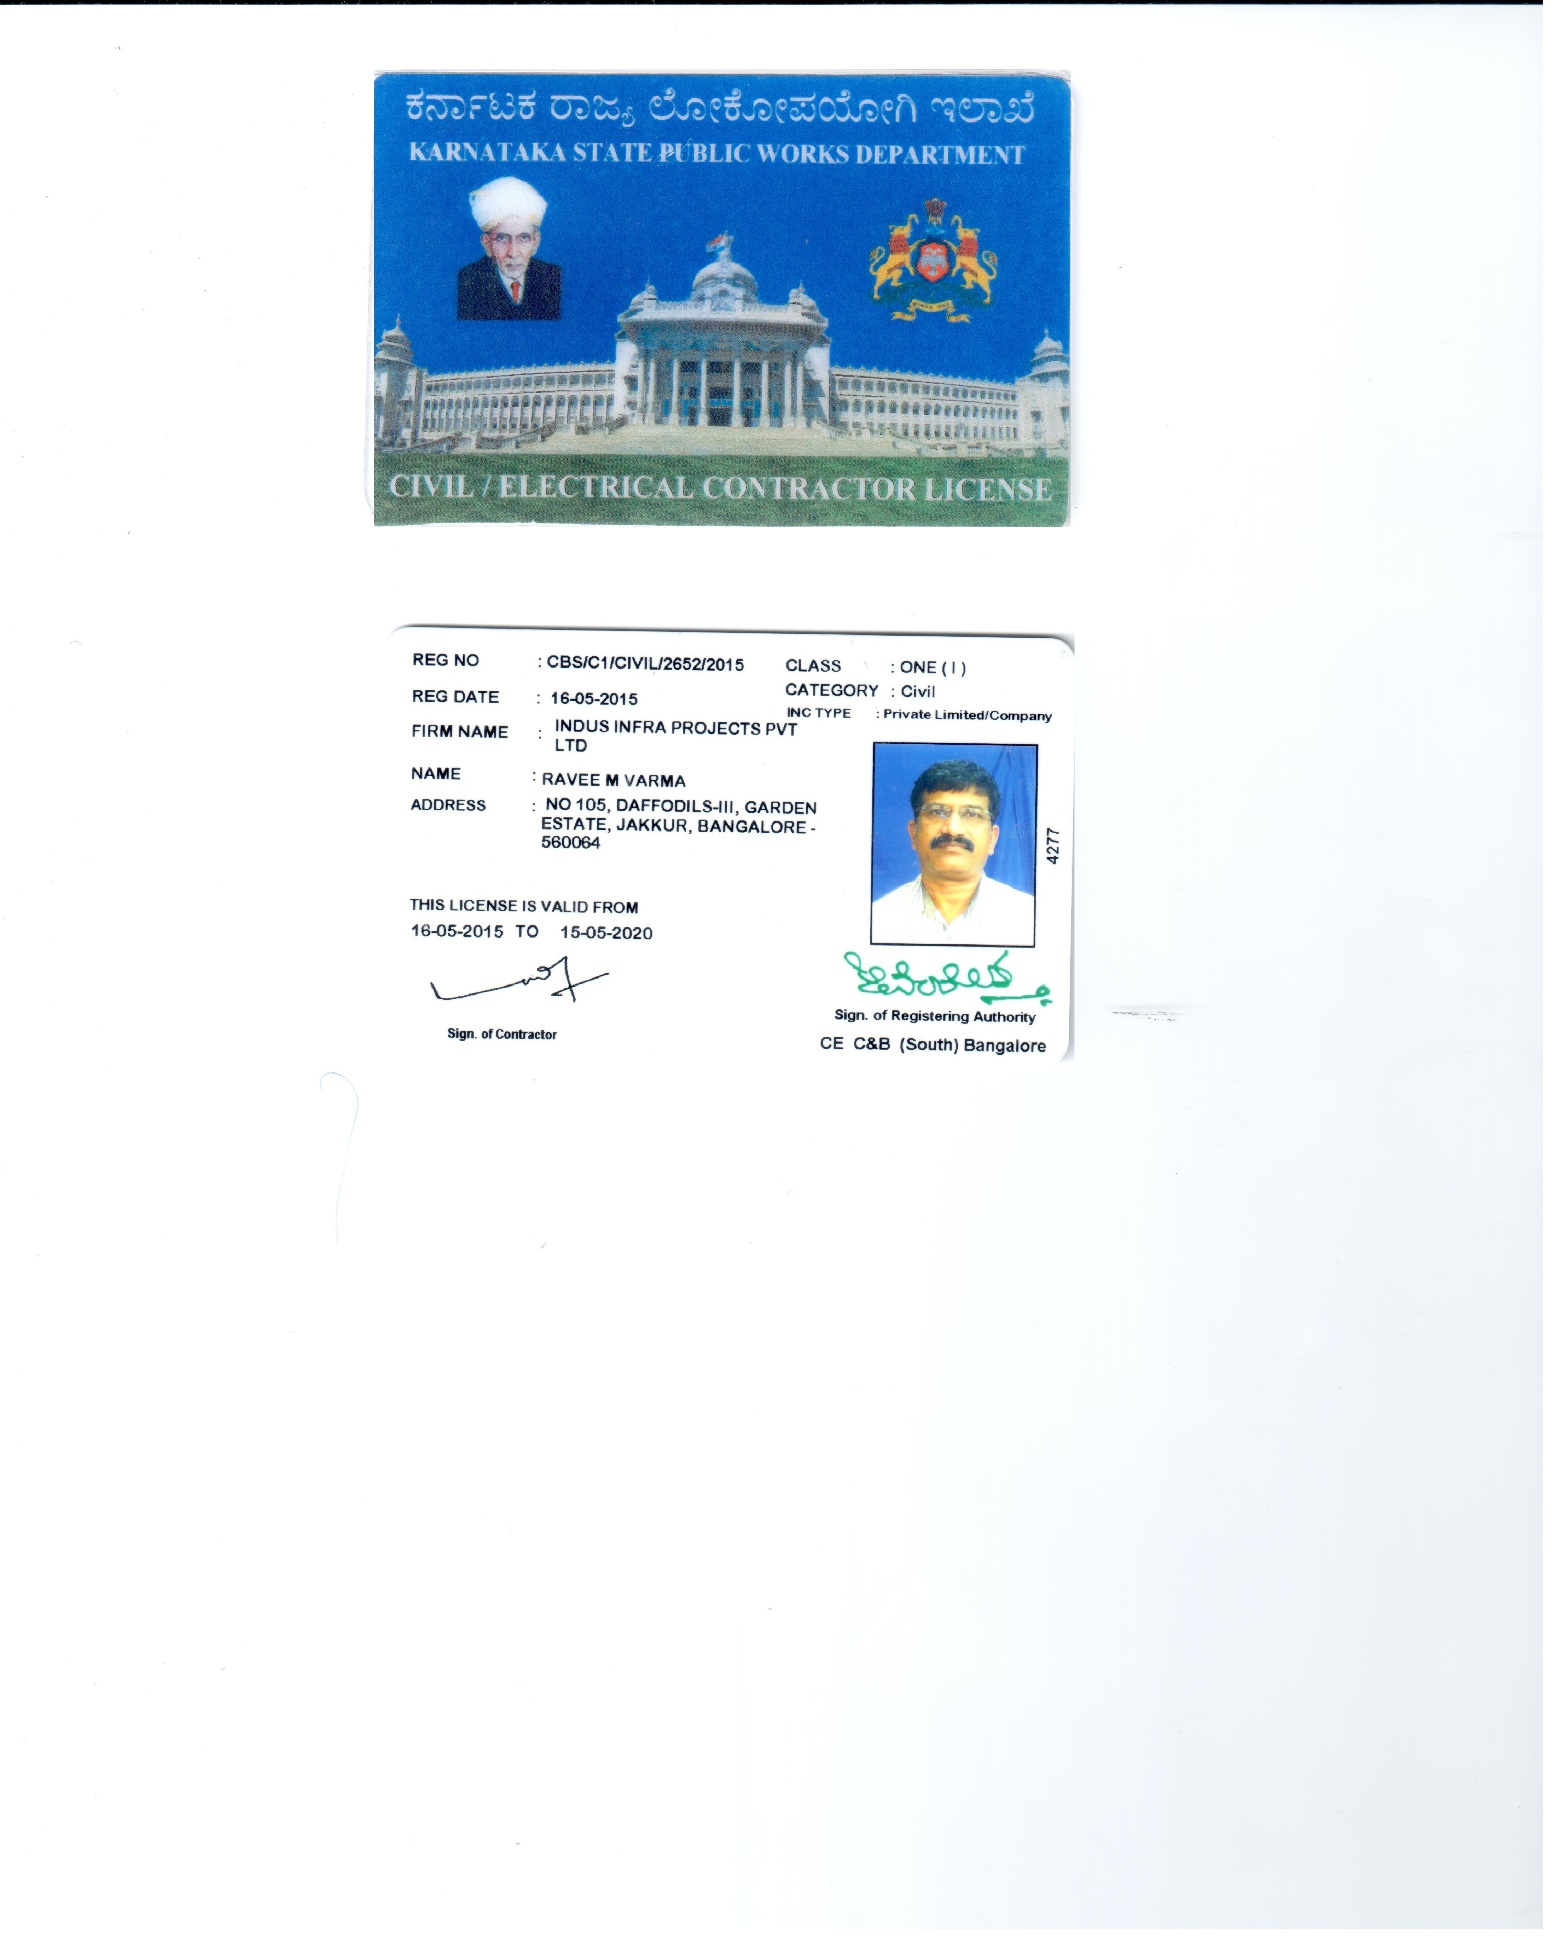 ಕರ್ನಾಟಕ ರಾಜ್ಯ ಲೋಕೋಪಯೋಗಿ ಇಲಾಖೆ
KARNATAKA STATE PUBLIC WORKS DEPARTMENT
CIVIL / ELECTRICAL CONTRACTOR LICENSE
REG NO : CBS/C1/CIVIL/2652/2015
CLASS : ONE ( I )
REG DATE : 16-05-2015
CATEGORY : Civil
INC TYPE : Private Limited/Company
FIRM NAME : INDUS INFRA PROJECTS PVT
LTD
NAME : RAVEE M VARMA
ADDRESS : NO 105, DAFFODILS-III, GARDEN
ESTATE, JAKKUR, BANGALORE -
560064
4277
THIS LICENSE IS VALID FROM
16-05-2015 TO 15-05-2020
Sign. of Contractor
Sign. of Registering Authority
CE C&B (South) Bangalore